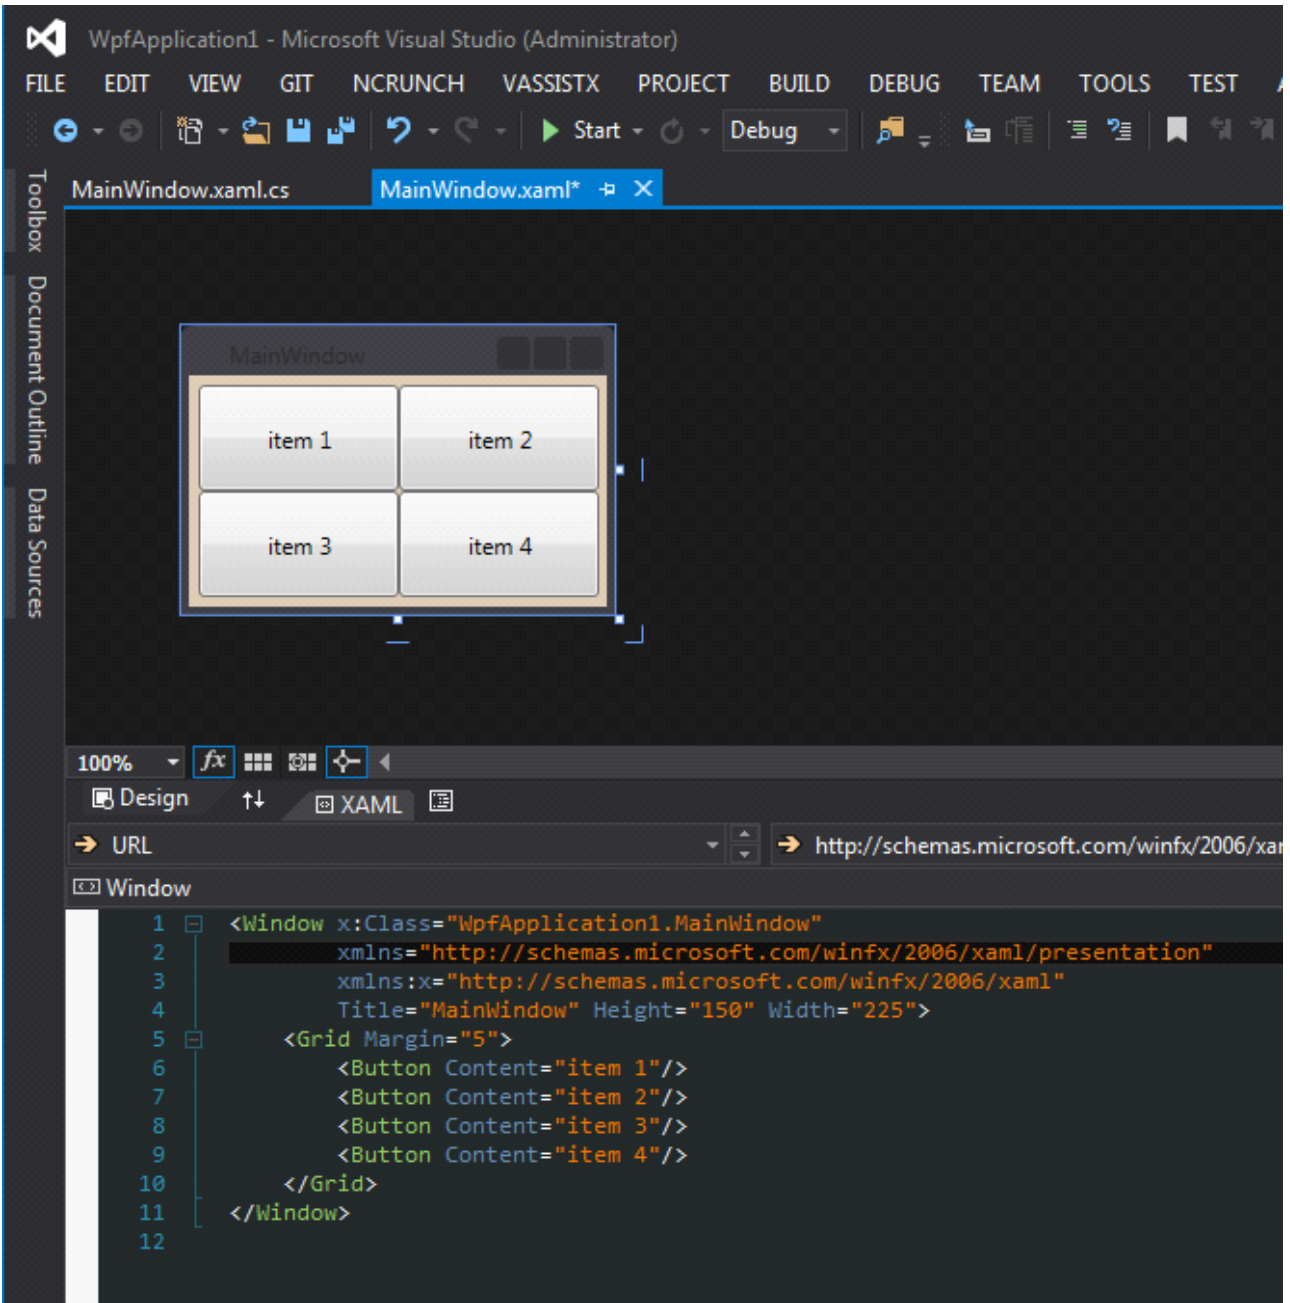 WpfApplication1 - Microsoft Visual Studio (Administrator)
FILE EDIT VIEW GIT NCRUNCH VASSISTX PROJECT BUILD DEBUG TEAM TOOLS TEST
Start Debug
Toolbox
Document Outline
Data Sources
MainWindow.xaml.cs MainWindow.xaml*
MainWindow
item 1 item 2
item 3 item 4
100% fx
Design XAML
URL http://schemas.microsoft.com/winfx/2006/xa
Window
1 <Window x:Class="WpfApplication1.MainWindow"
2 xmlns="http://schemas.microsoft.com/winfx/2006/xaml/presentation"
3 xmlns:x="http://schemas.microsoft.com/winfx/2006/xaml"
4 Title="MainWindow" Height="150" Width="225">
5 <Grid Margin="5">
6 <Button Content="item 1"/>
7 <Button Content="item 2"/>
8 <Button Content="item 3"/>
9 <Button Content="item 4"/>
10 </Grid>
11 </Window>
12